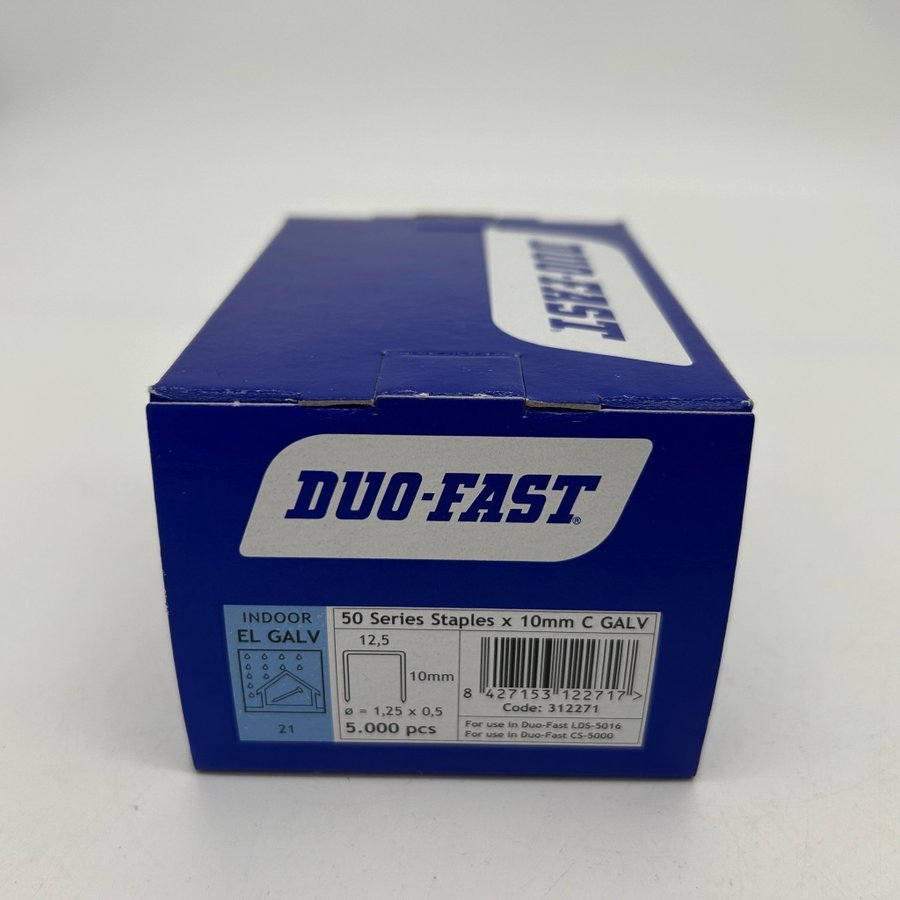 DUO-FAST
DUO-FAST®
INDOOR
EL GALV
21
50 Series Staples x 10mm C GALV
12,5
10mm
ø = 1,25 x 0,5
5.000 pcs
8 427153 122717 >
Code: 312271
For use in Duo-Fast LDS-5016
For use in Duo-Fast CS-5000